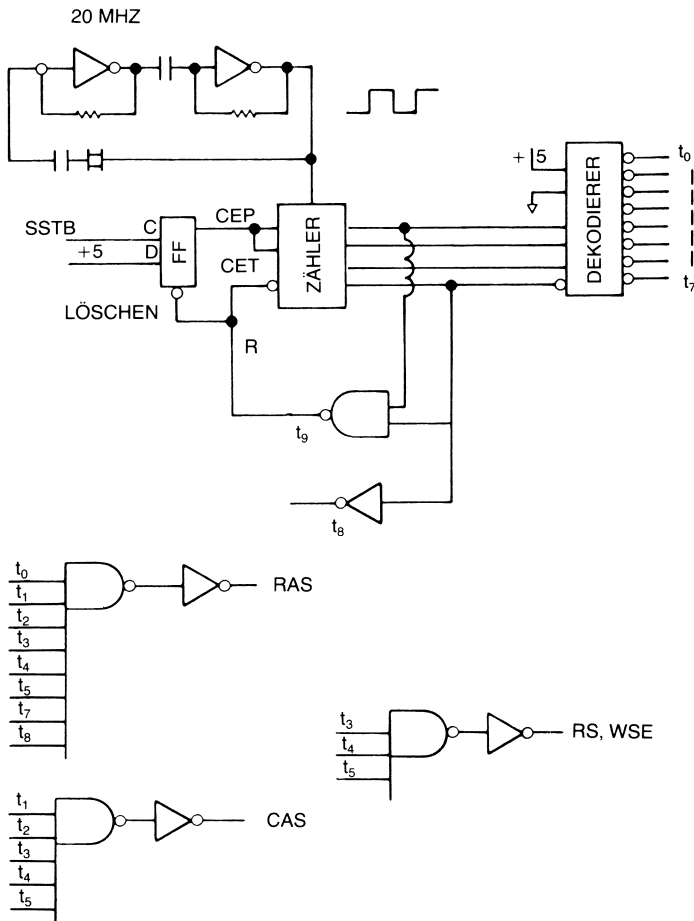 20 MHZ
+ 5
t0
SSTB
C
CEP
+5
D
FF
CET
ZÄHLER
DEKODIERER
t7
LÖSCHEN
R
t9
t8
t0
t1
t2
t3
t4
t5
t7
t8
RAS
t3
t4
t5
RS, WSE
t1
t2
t3
t4
t5
CAS